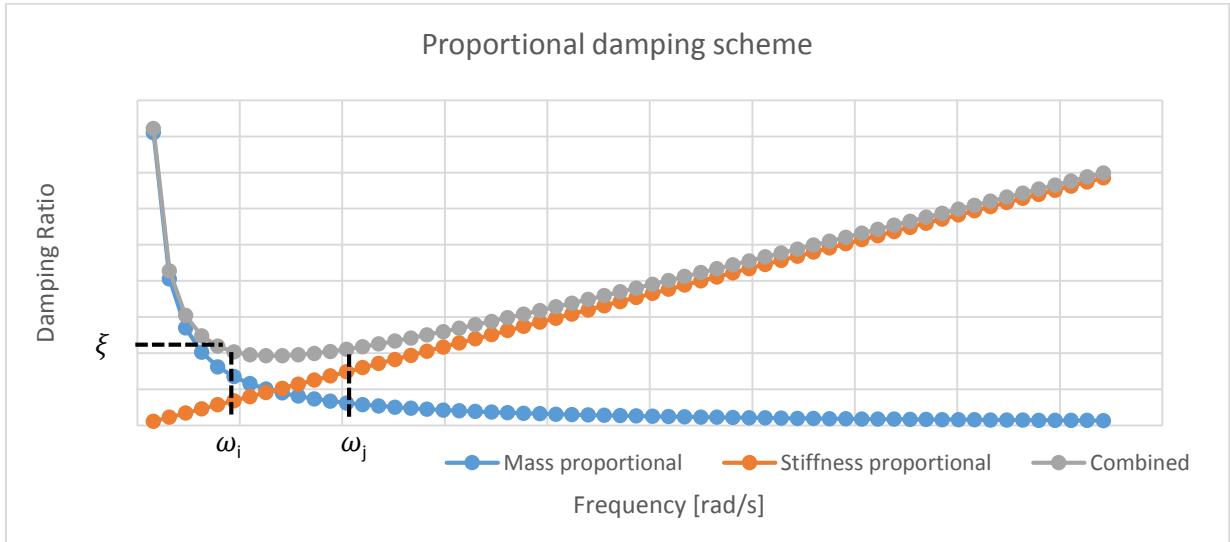 Proportional damping scheme
Damping Ratio
ξ
ωi
ωj
Mass proportional
Stiffness proportional
Combined
Frequency [rad/s]